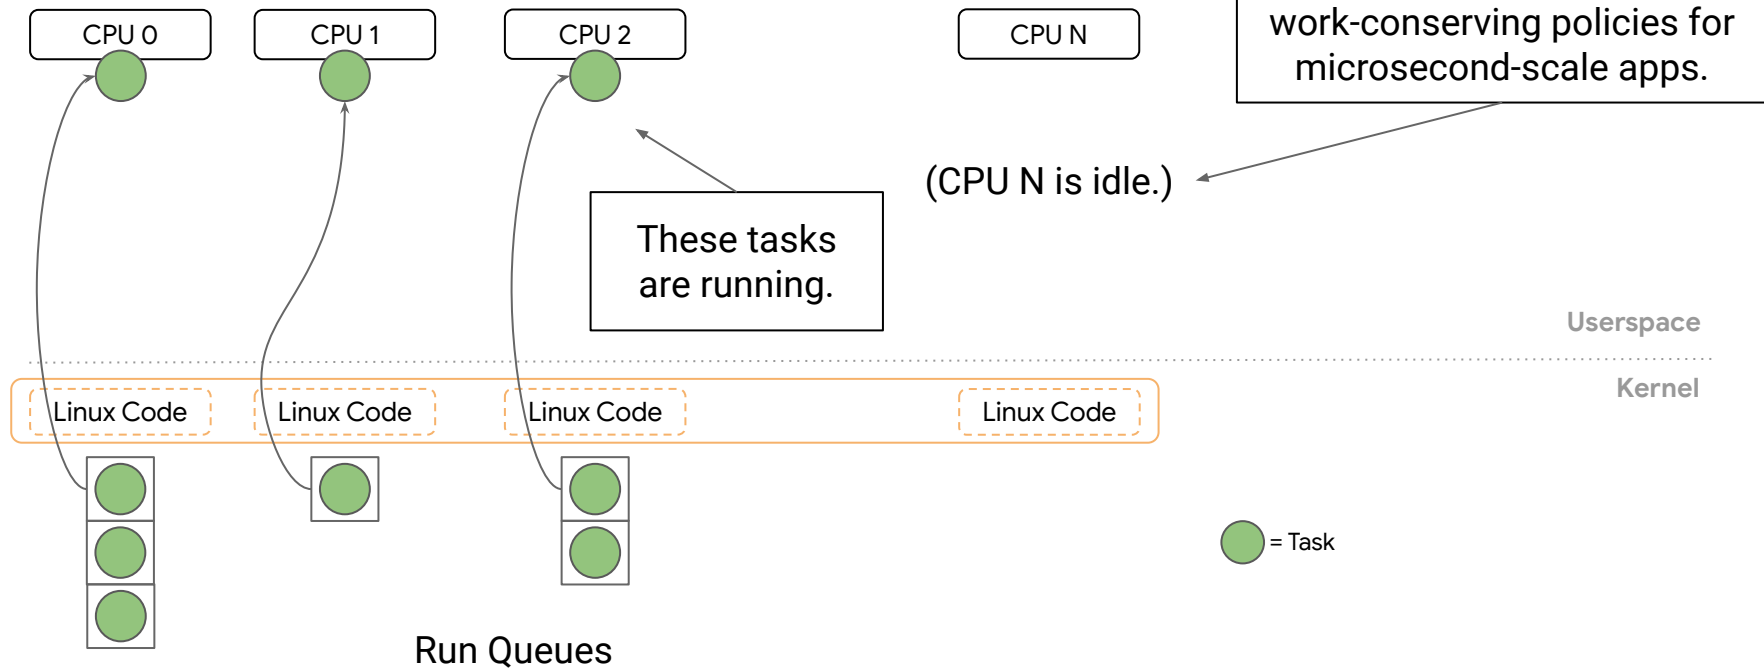 CPU 0
CPU 1
CPU 2
CPU N
work-conserving policies for
microsecond-scale apps.
(CPU N is idle.)
These tasks
are running.
Userspace
Kernel
Linux Code
Linux Code
Linux Code
Linux Code
= Task
Run Queues